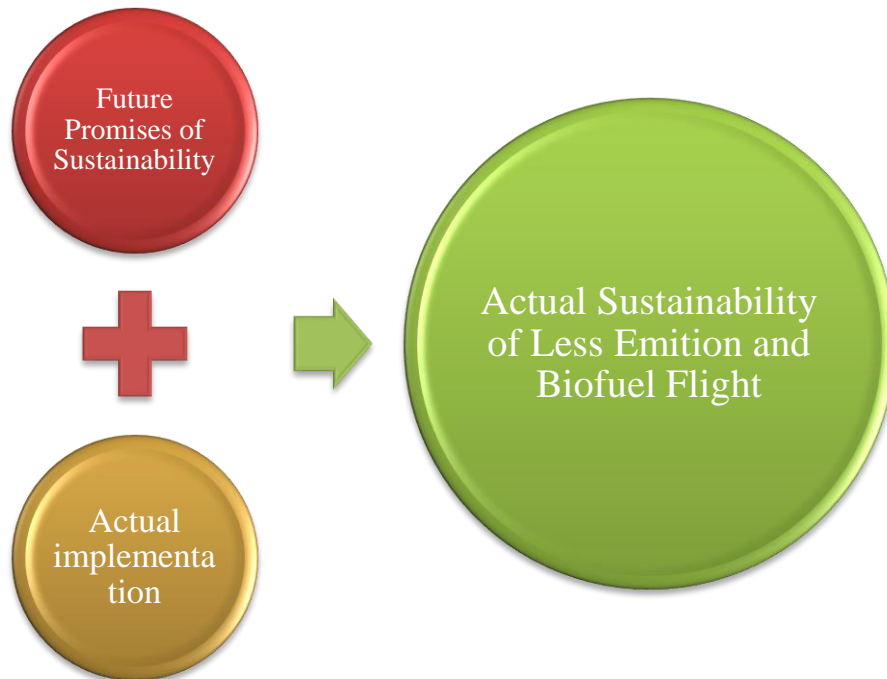 Future
Promises of
Sustainability
Actual
implementa
tion
Actual Sustainability
of Less Emition and
Biofuel Flight